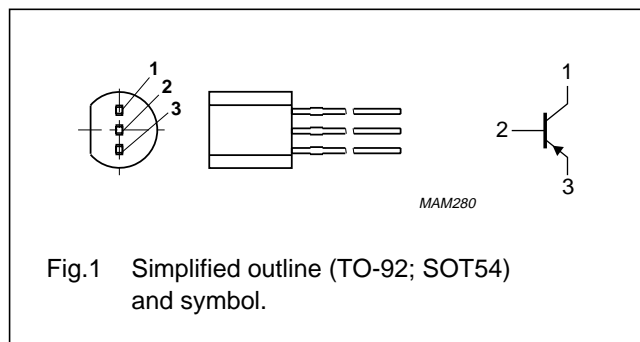 1
2
3
1
2
3
MAM280
Fig.1 Simplified outline (TO-92; SOT54)
and symbol.